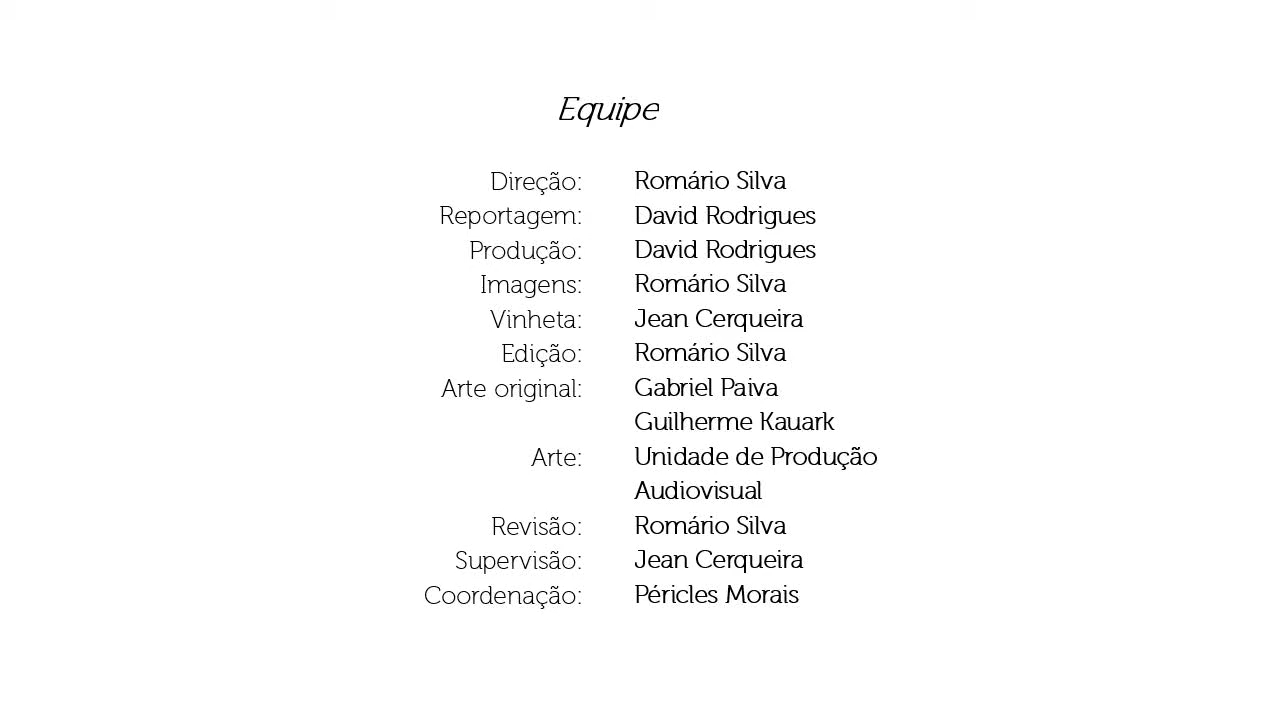 Equipe
Direção: Romário Silva
Reportagem: David Rodrigues
Produção: David Rodrigues
Imagens: Romário Silva
Vinheta: Jean Cerqueira
Edição: Romário Silva
Arte original: Gabriel Paiva
Guilherme Kauark
Arte: Unidade de Produção
Audiovisual
Revisão: Romário Silva
Supervisão: Jean Cerqueira
Coordenação: Péricles Morais